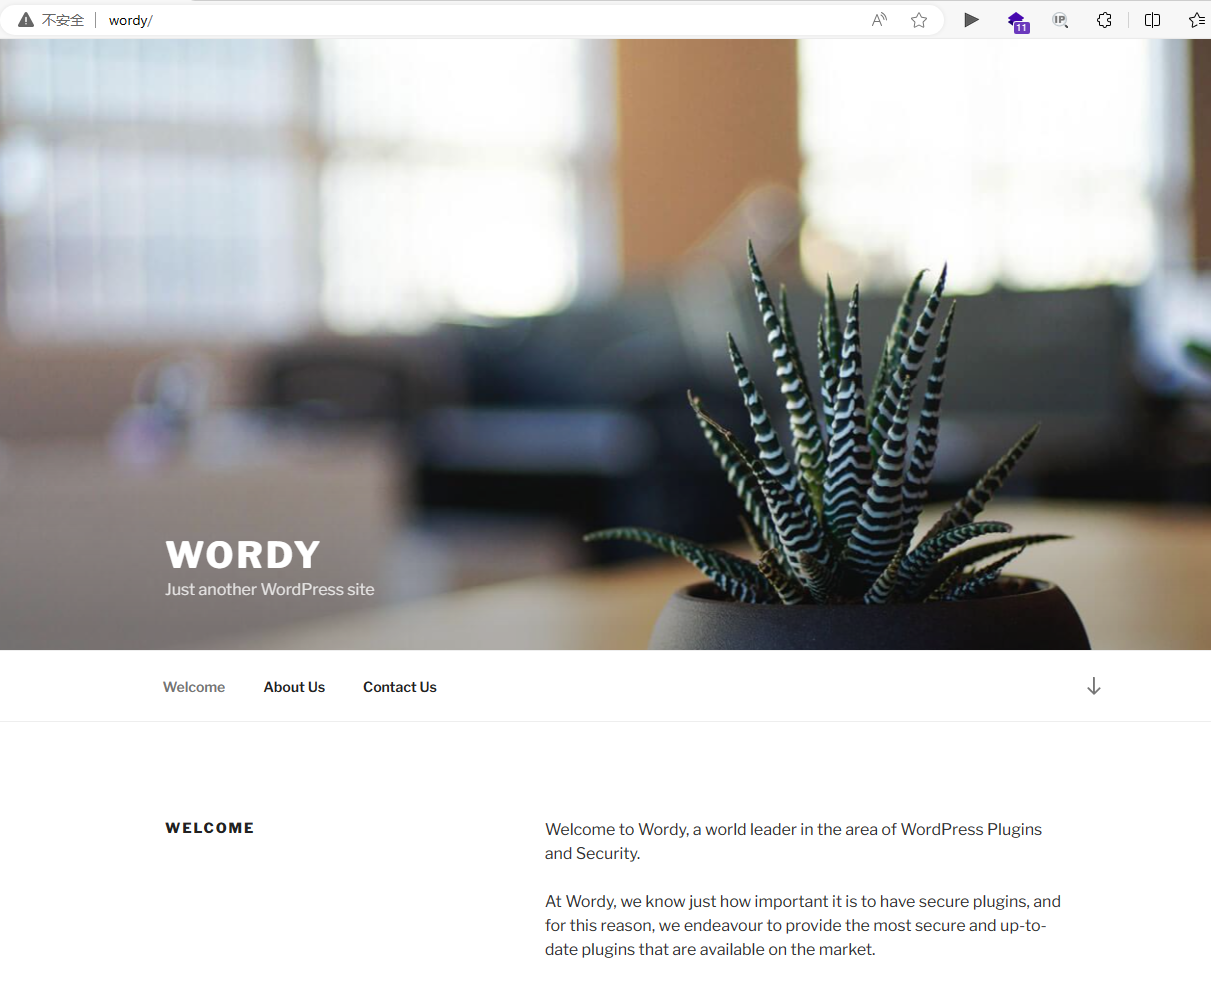 不安全 wordy/
11 IP
WORDY
Just another WordPress site
Welcome About Us Contact Us
WELCOME
Welcome to Wordy, a world leader in the area of WordPress Plugins
and Security.
At Wordy, we know just how important it is to have secure plugins, and
for this reason, we endeavour to provide the most secure and up-to-
date plugins that are available on the market.